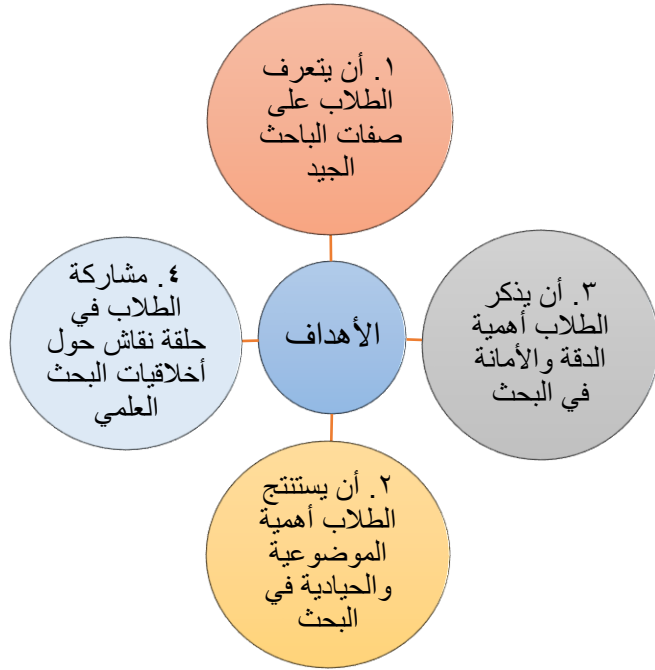 ١. أن يتعرف
الطلاب على
صفات الباحث
الجيد
٤. مشاركة
الطلاب في
حلقة نقاش حول
أخلاقيات البحث
العلمي
الأهداف
٣. أن يذكر
الطلاب أهمية
الدقة والأمانة
في البحث
٢. أن يستنتج
الطلاب أهمية
الموضوعية
والحيادية في
البحث